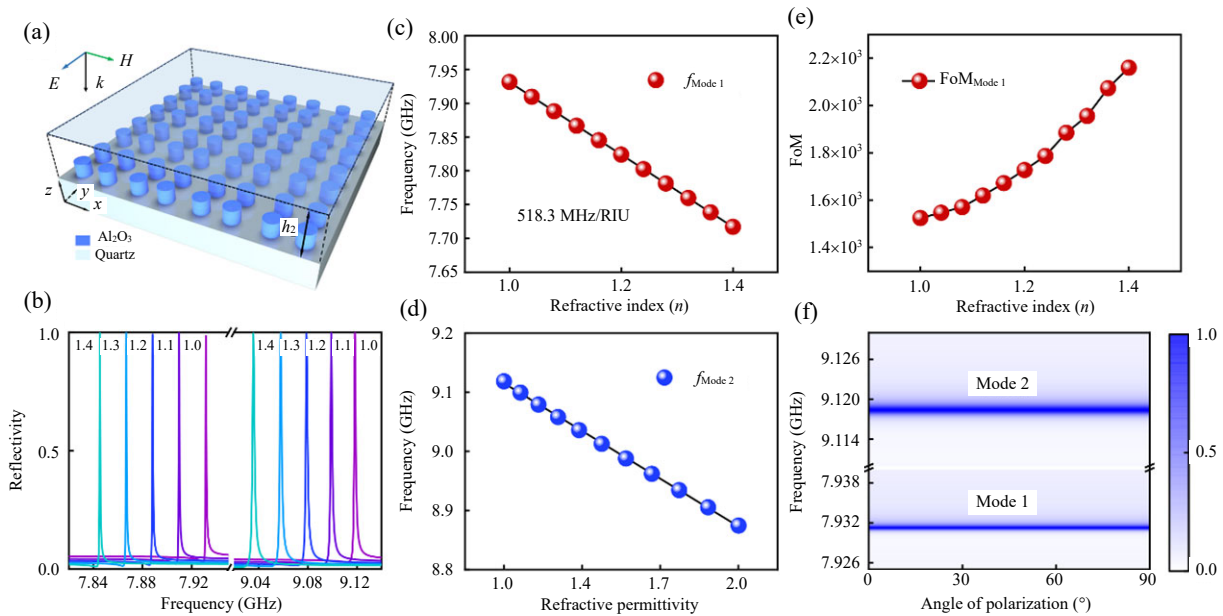 (a)
E
H
k
z
y
x
h₂
Al₂O₃
Quartz
(b)
Reflectivity
1.0
0.5
0.0
1.4 1.3 1.2 1.1 1.0 1.4 1.3 1.2 1.1 1.0
7.84 7.88 7.92 9.04 9.08 9.12
Frequency (GHz)
(c)
Frequency (GHz)
8.00
7.95
7.90
7.85
7.80
7.75
7.70
7.65
f Mode 1
518.3 MHz/RIU
1.0 1.2 1.4
Refractive index (n)
(d)
Frequency (GHz)
9.2
9.1
9.0
8.9
8.8
f Mode 2
1.0 1.3 1.7 2.0
Refractive permittivity
(e)
FoM
2.2×10³
2.0×10³
1.8×10³
1.6×10³
1.4×10³
FoM Mode 1
1.0 1.2 1.4
Refractive index (n)
(f)
Frequency (GHz)
9.126
9.120
9.114
7.938
7.932
7.926
Mode 2
Mode 1
0 30 60 90
Angle of polarization (°)
1.0
0.5
0